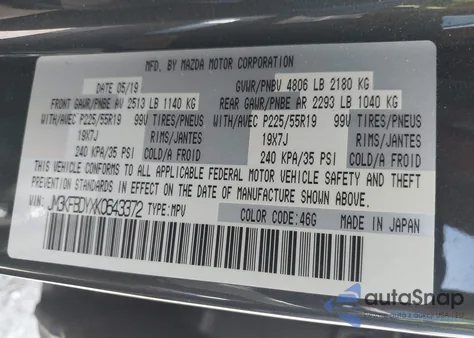 MFD. BY MAZDA MOTOR CORPORATION
DATE 05/19 GVWR/PNBV 4806 LB 2180 KG
FRONT GAWR/PNBE AV 2513 LB 1140 KG REAR GAWR/PNBE AR 2293 LB 1040 KG
WITH/AVEC P225/55R19 99V TIRES/PNEUS WITH/AVEC P225/55R19 99V TIRES/PNEUS
19X7J RIMS/JANTES 19X7J RIMS/JANTES
240 KPA/35 PSI COLD/A FROID 240 KPA/35 PSI COLD/A FROID
THIS VEHICLE CONFORMS TO ALL APPLICABLE FEDERAL MOTOR VEHICLE SAFETY AND THEFT
PREVENTION STANDARDS IN EFFECT ON THE DATE OF MANUFACTURE SHOWN ABOVE.
VIN: JM3KFBDYXK0643372 TYPE:MPV COLOR CODE:46G MADE IN JAPAN
autoSnap